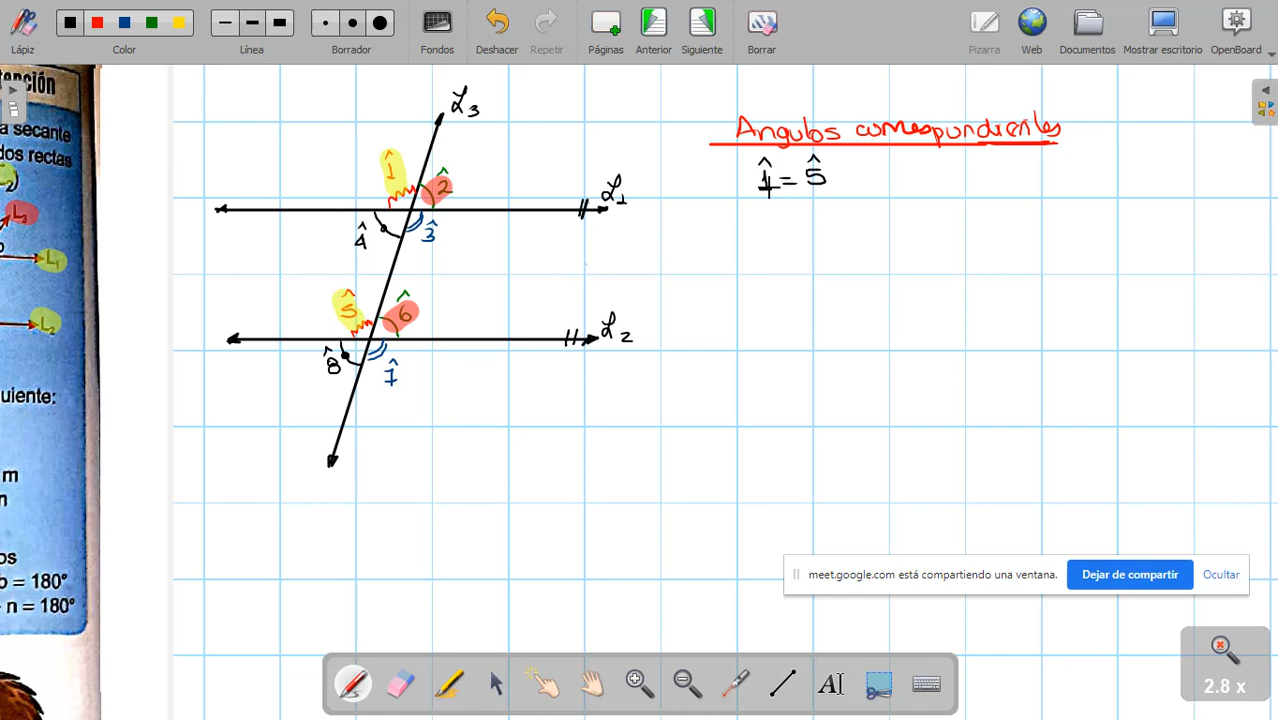 Lápiz
Color
Línea
Borrador
Fondos
Deshacer
Repetir
Páginas
Anterior
Siguiente
Borrar
Pizarra
Web
Documentos
Mostrar escritorio
OpenBoard
tención
a secante
dos rectas
L₂)
L₃
L₁
L₂
uiente:
m
n
os
b = 180°
n = 180°
ℒ₃
1̂
2̂
ℒ₁
4̂
3̂
5̂
6̂
ℒ₂
8̂
7̂
Angulos correspondientes
1̂ = 5̂
meet.google.com está compartiendo una ventana.
Dejar de compartir
Ocultar
2.8 x